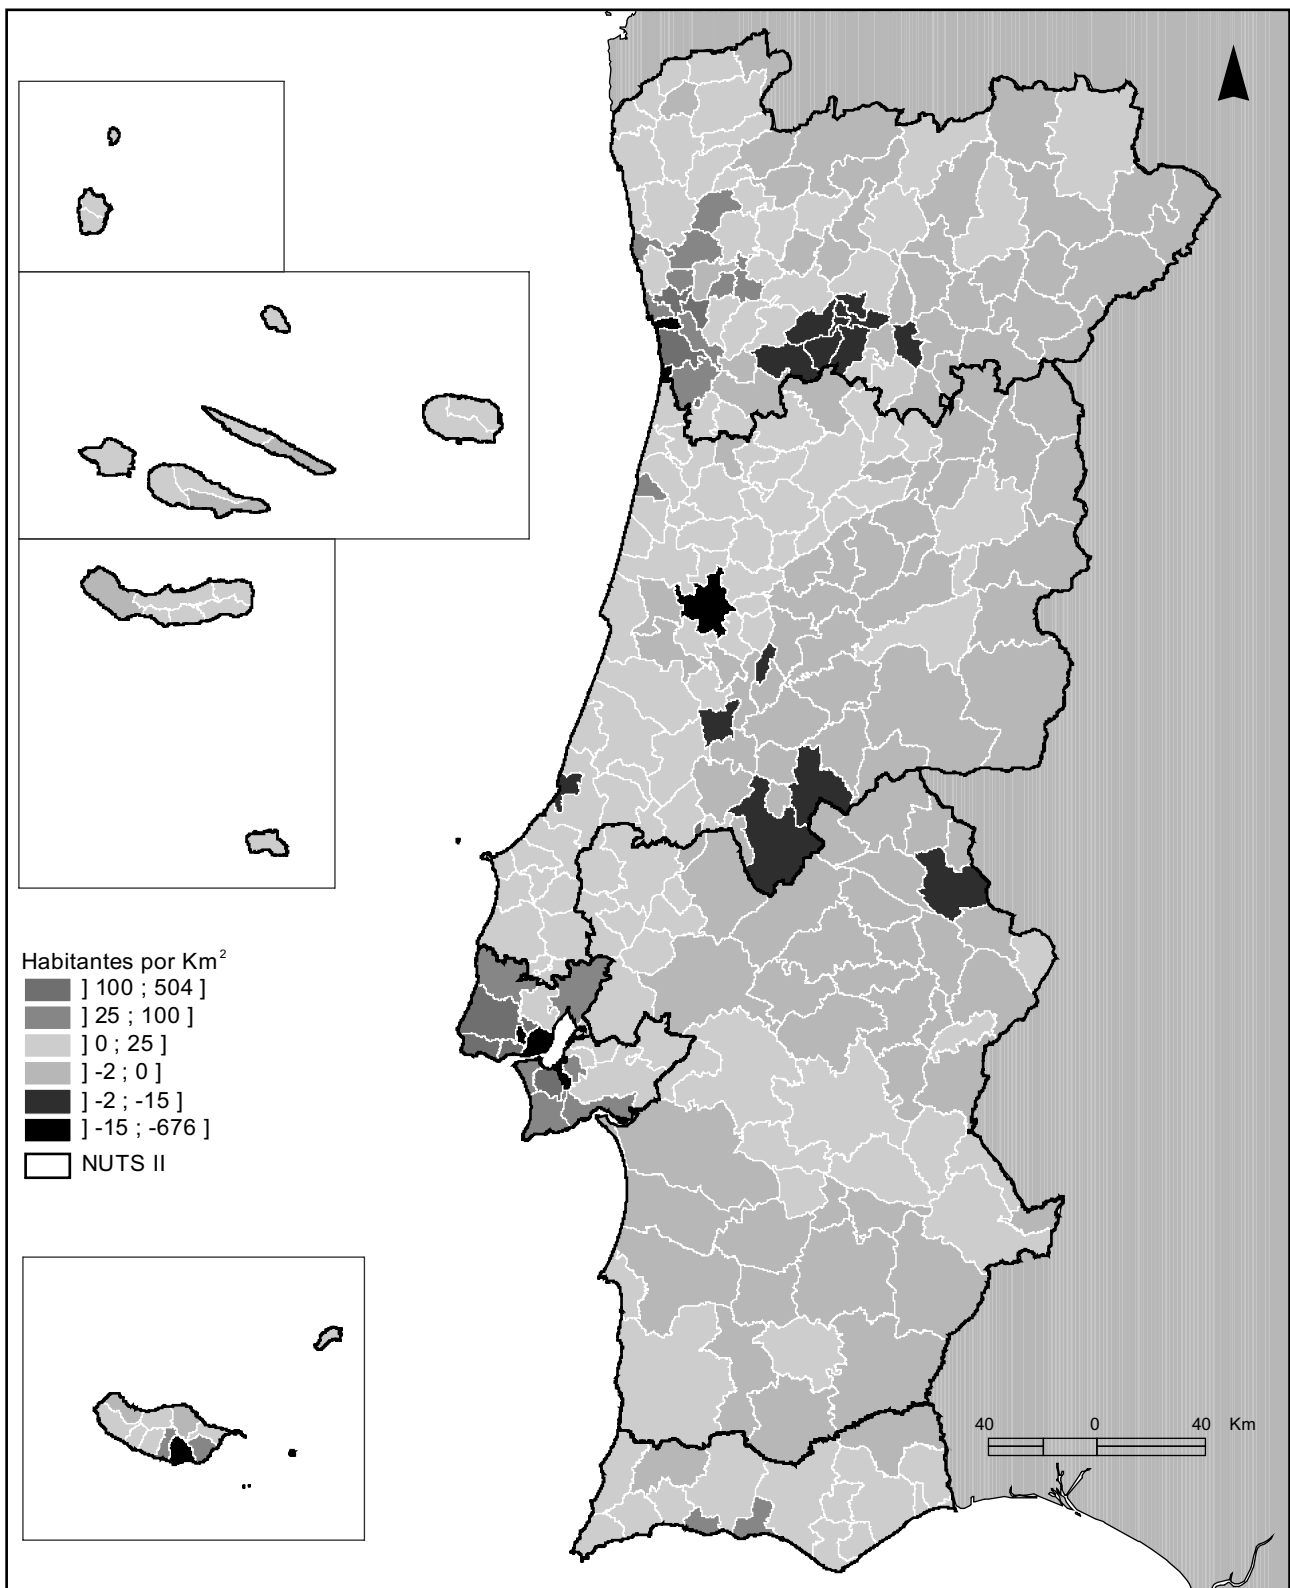 Habitantes por Km²
] 100 ; 504 ]
] 25 ; 100 ]
] 0 ; 25 ]
] -2 ; 0 ]
] -2 ; -15 ]
] -15 ; -676 ]
NUTS II
40 0 40 Km